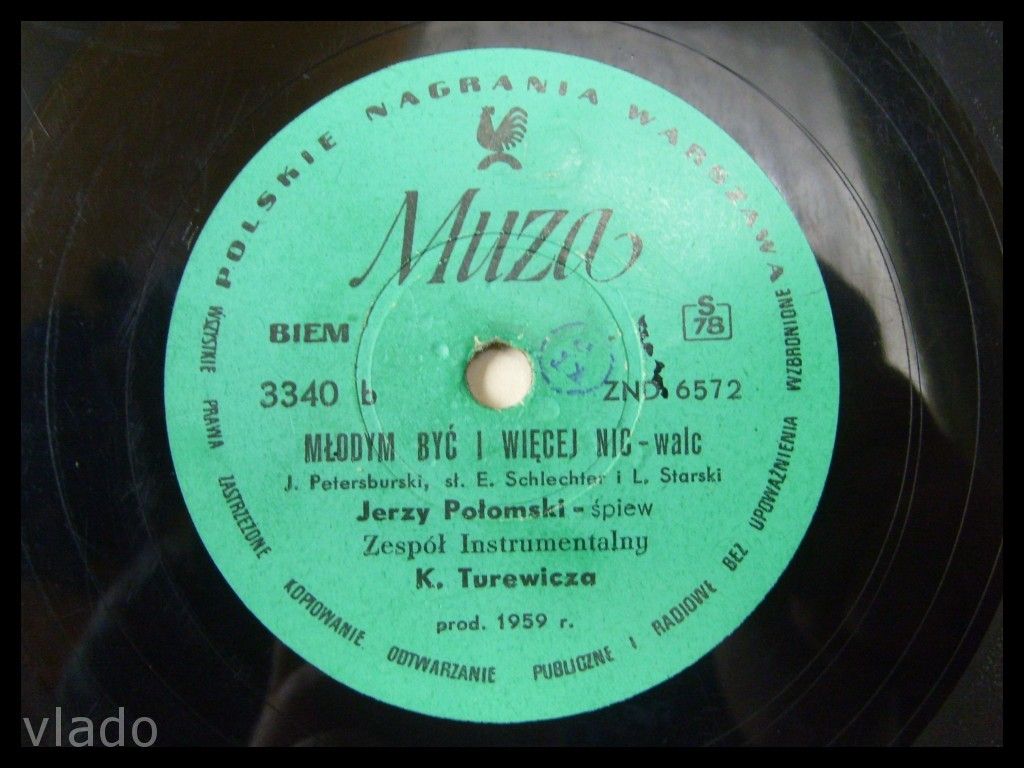 POLSKIE NAGRANIA WARSZAWA
Muza
BIEM
S
78
3340 b
ZND. 6572
MŁODYM BYĆ I WIĘCEJ NIC - walc
J. Petersburski, sł. E. Schlechter i L. Starski
Jerzy Połomski - śpiew
Zespół Instrumentalny
K. Turewicza
prod. 1959 r.
WSZYSTKIE PRAWA ZASTRZEŻONE KOPIOWANIE. ODTWARZANIE PUBLICZNE I RADIOWE BEZ UPOWAŻNIENIA WZBRONIONE
vlado